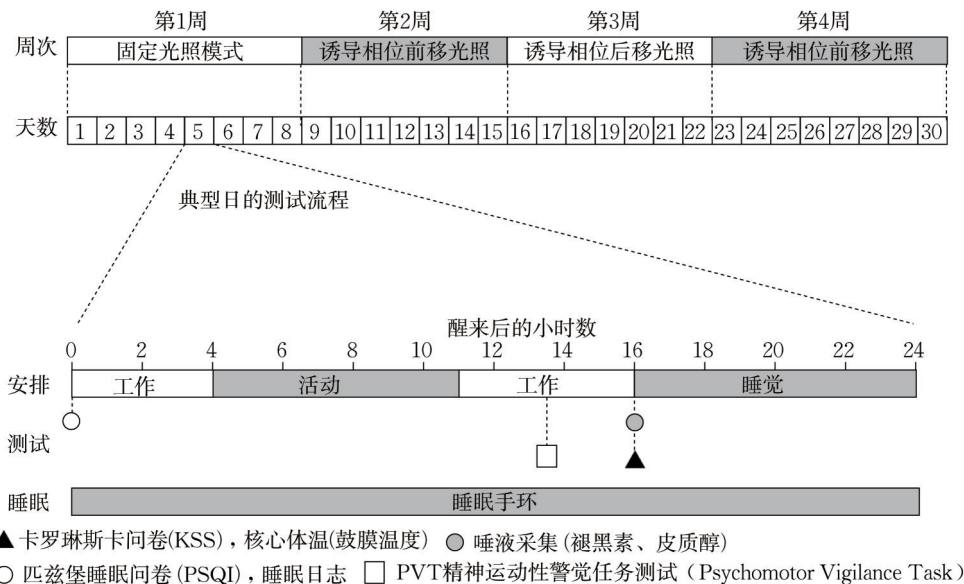 第1周 第2周 第3周 第4周
周次 固定光照模式 诱导相位前移光照 诱导相位后移光照 诱导相位前移光照
天数 1 2 3 4 5 6 7 8 9 10 11 12 13 14 15 16 17 18 19 20 21 22 23 24 25 26 27 28 29 30
典型日的测试流程
醒来后的小时数
0 2 4 6 8 10 12 14 16 18 20 22 24
安排 工作 活动 工作 睡觉
测试
睡眠 睡眠手环
▲卡罗琳斯卡问卷(KSS),核心体温(鼓膜温度) 唾液采集(褪黑素、皮质醇)
○ 匹兹堡睡眠问卷(PSQI),睡眠日志 □ PVT精神运动性警觉任务测试(Psychomotor Vigilance Task)